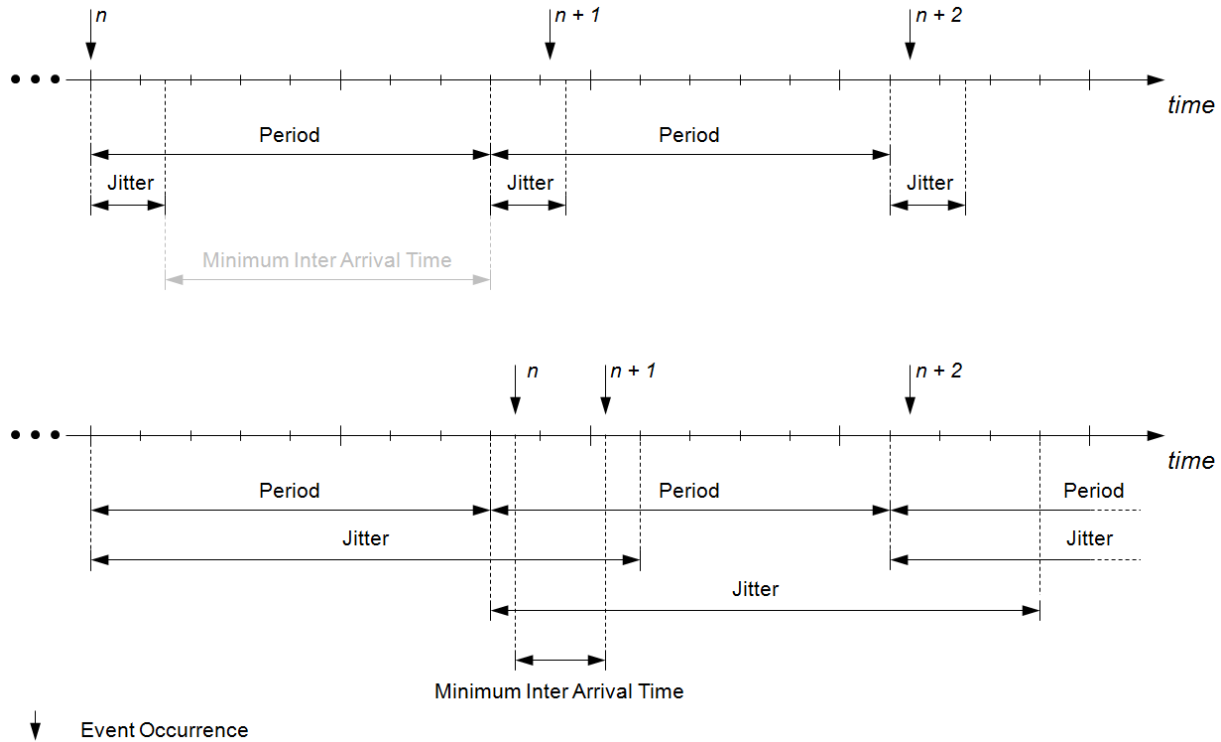 n
n + 1
n + 2
time
Period
Period
Jitter
Jitter
Jitter
Minimum Inter Arrival Time
n
n + 1
n + 2
time
Period
Period
Period
Jitter
Jitter
Jitter
Minimum Inter Arrival Time
Event Occurrence